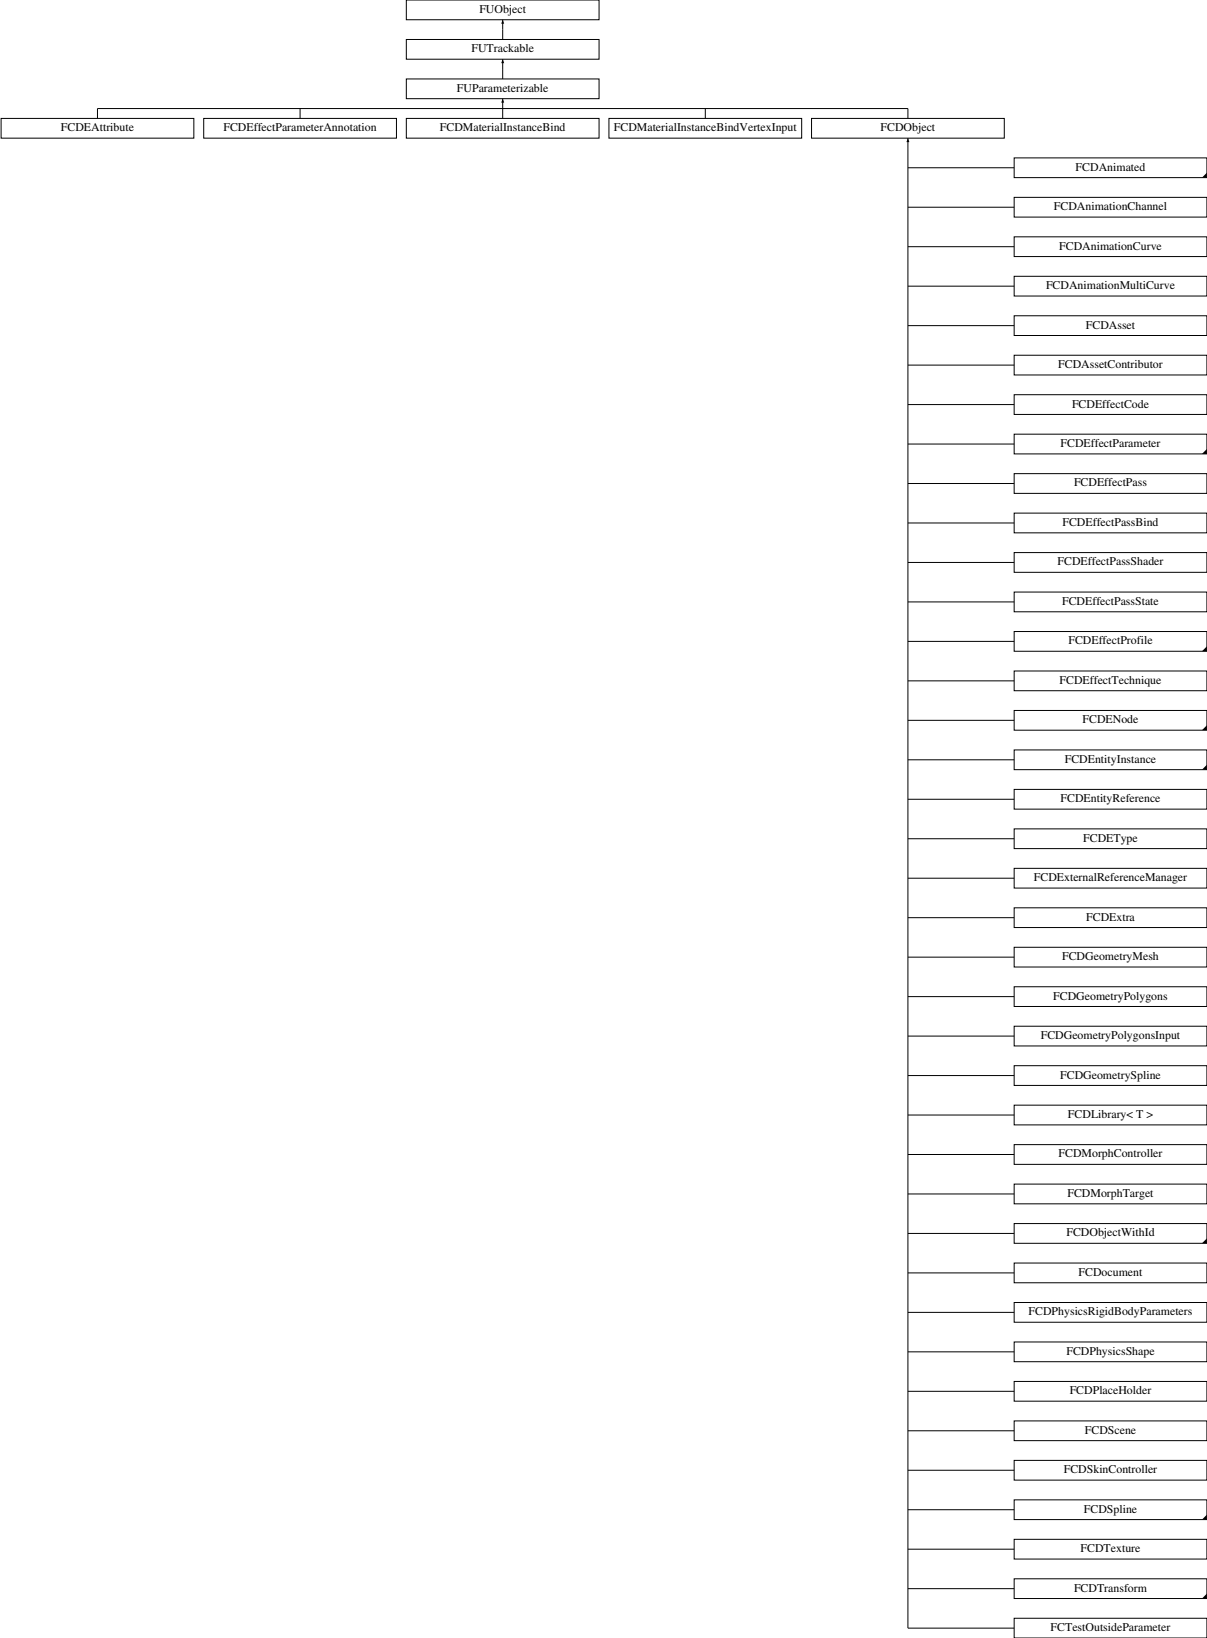 FUObject
FUTrackable
FUParameterizable
FCDEAttribute FCDEffectParameterAnnotation FCDMaterialInstanceBind FCDMaterialInstanceBindVertexInput FCDObject
FCDAnimated
FCDAnimationChannel
FCDAnimationCurve
FCDAnimationMultiCurve
FCDAsset
FCDAssetContributor
FCDEffectCode
FCDEffectParameter
FCDEffectPass
FCDEffectPassBind
FCDEffectPassShader
FCDEffectPassState
FCDEffectProfile
FCDEffectTechnique
FCDENode
FCDEntityInstance
FCDEntityReference
FCDEType
FCDExternalReferenceManager
FCDExtra
FCDGeometryMesh
FCDGeometryPolygons
FCDGeometryPolygonsInput
FCDGeometrySpline
FCDLibrary< T >
FCDMorphController
FCDMorphTarget
FCDObjectWithId
FCDocument
FCDPhysicsRigidBodyParameters
FCDPhysicsShape
FCDPlaceHolder
FCDScene
FCDSkinController
FCDSpline
FCDTexture
FCDTransform
FCTestOutsideParameter